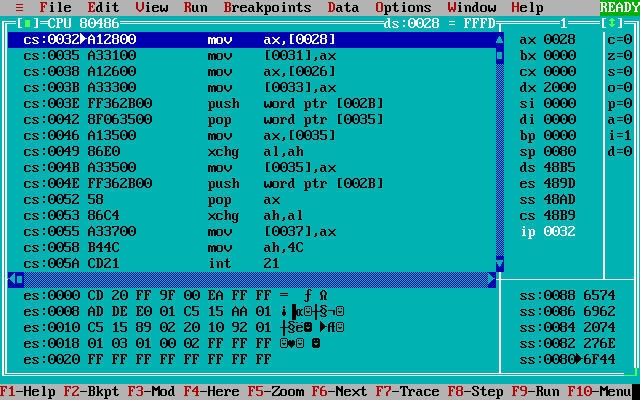 ≡ File Edit View Run Breakpoints Data Options Window Help READY
[■]=CPU 80486 ds:0028 = FFFD 1 [↕]
cs:0032►A12800 mov ax,[0028] ax 0028 c=0
cs:0035 A33100 mov [0031],ax bx 0000 z=0
cs:0038 A12600 mov ax,[0026] cx 0000 s=0
cs:003B A33300 mov [0033],ax dx 2000 o=0
cs:003E FF362B00 push word ptr [002B] si 0000 p=0
cs:0042 8F063500 pop word ptr [0035] di 0000 a=0
cs:0046 A13500 mov ax,[0035] bp 0000 i=1
cs:0049 86E0 xchg al,ah sp 0080 d=0
cs:004B A33500 mov [0035],ax ds 48B5
cs:004E FF362B00 push word ptr [002B] es 489D
cs:0052 58 pop ax ss 48AD
cs:0053 86C4 xchg ah,al cs 48B9
cs:0055 A33700 mov [0037],ax ip 0032
cs:0058 B44C mov ah,4C
cs:005A CD21 int 21
es:0000 CD 20 FF 9F 00 EA FF FF = ƒ Ω ss:0088 6574
es:0008 AD DE E0 01 C5 15 AA 01 ¡▐α☺┼§¬☺ ss:0086 6962
es:0010 C5 15 89 02 20 10 92 01 ┼§ë☻ ►Æ☺ ss:0084 2074
es:0018 01 03 01 00 02 FF FF FF ☺♥☺ ☻ ss:0082 276E
es:0020 FF FF FF FF FF FF FF FF ss:0080►6F44
F1-Help F2-Bkpt F3-Mod F4-Here F5-Zoom F6-Next F7-Trace F8-Step F9-Run F10-Menu